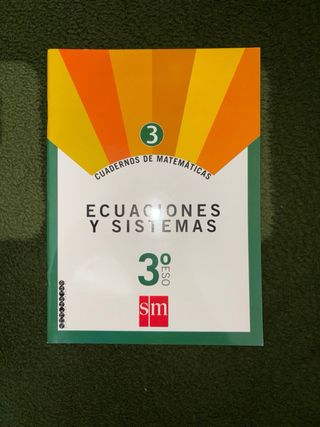 3
CUADERNOS DE MATEMÁTICAS
ECUACIONES
Y SISTEMAS
3º ESO
sm